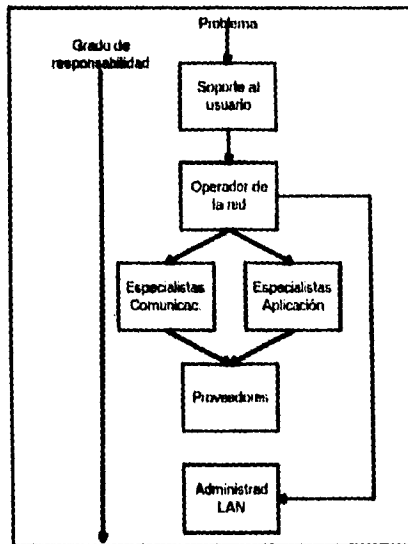 Problema
Grado de
responsabilidad
Soporte al
usuario
Operador de
la red
Especialistas
Comunicac.
Especialistas
Aplicación
Proveedores
Administrad
LAN